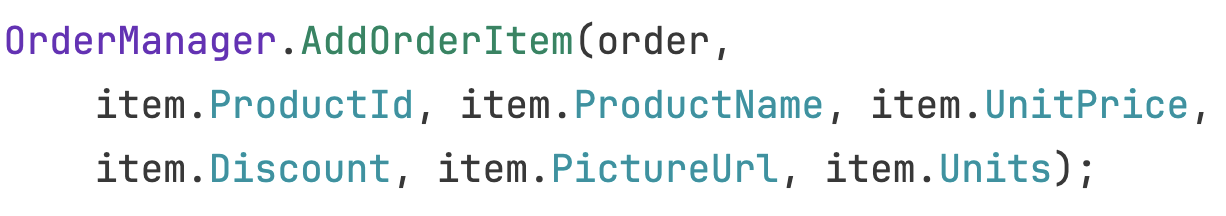 OrderManager.AddOrderItem(order,
    item.ProductId, item.ProductName, item.UnitPrice,
    item.Discount, item.PictureUrl, item.Units);